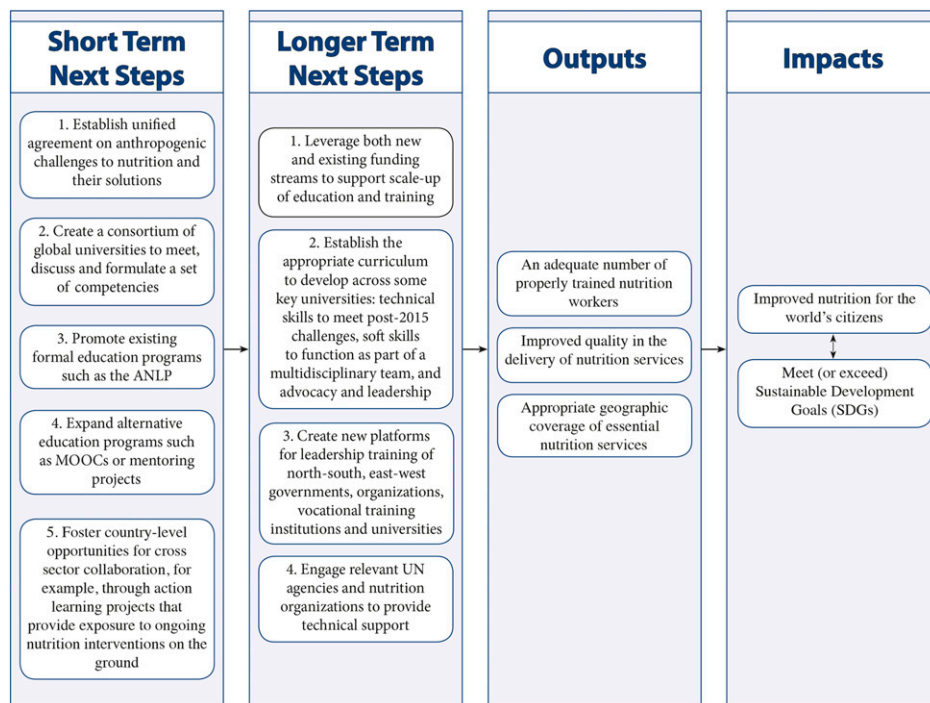 Short Term
Next Steps
1. Establish unified
agreement on anthropogenic
challenges to nutrition and
their solutions
2. Create a consortium of
global universities to meet,
discuss and formulate a set
of competencies
3. Promote existing
formal education programs
such as the ANLP
4. Expand alternative
education programs such
as MOOCs or mentoring
projects
5. Foster country-level
opportunities for cross
sector collaboration, for
example, through action
learning projects that
provide exposure to ongoing
nutrition interventions on the
ground
Longer Term
Next Steps
1. Leverage both new
and existing funding
streams to support scale-up
of education and training
2. Establish the
appropriate curriculum
to develop across some
key universities: technical
skills to meet post-2015
challenges, soft skills
to function as part of a
multidisciplinary team, and
advocacy and leadership
3. Create new platforms
for leadership training of
north-south, east-west
governments, organizations,
vocational training
institutions and universities
4. Engage relevant UN
agencies and nutrition
organizations to provide
technical support
Outputs
An adequate number of
properly trained nutrition
workers
Improved quality in the
delivery of nutrition services
Appropriate geographic
coverage of essential
nutrition services
Impacts
Improved nutrition for the
world's citizens
Meet (or exceed)
Sustainable Development
Goals (SDGs)